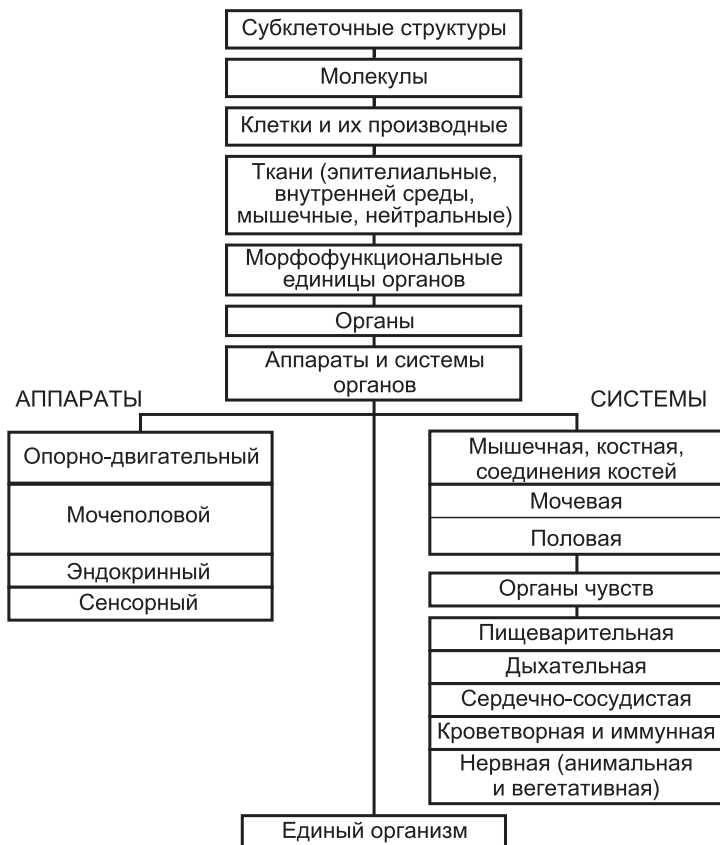 Субклеточные структуры
Молекулы
Клетки и их производные
Ткани (эпителиальные,
внутренней среды,
мышечные, нейтральные)
Морфофункциональные
единицы органов
Органы
Аппараты и системы
органов
АППАРАТЫ
Опорно-двигательный
Мочеполовой
Эндокринный
Сенсорный
СИСТЕМЫ
Мышечная, костная,
соединения костей
Мочевая
Половая
Органы чувств
Пищеварительная
Дыхательная
Сердечно-сосудистая
Кроветворная и иммунная
Нервная (анимальная
и вегетативная)
Единый организм